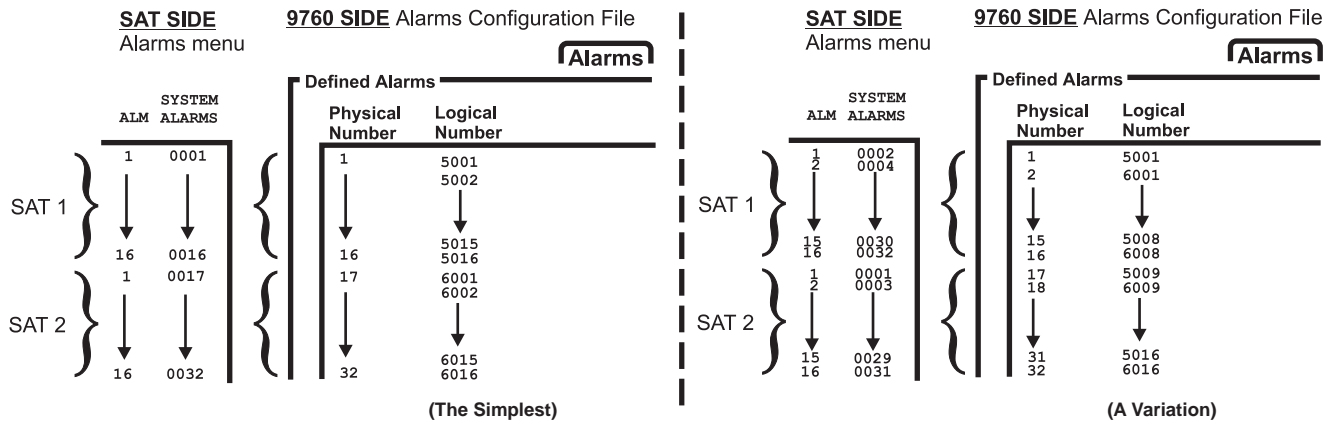 SAT SIDE
Alarms menu
9760 SIDE Alarms Configuration File
Alarms
Defined Alarms
SYSTEM
ALM ALARMS
Physical Logical
Number Number
1 0001 1 5001
5002
SAT 1
5015
16 0016 16 5016
1 0017 17 6001
6002
SAT 2
6015
16 0032 32 6016
(The Simplest)
SAT SIDE
Alarms menu
9760 SIDE Alarms Configuration File
Alarms
Defined Alarms
SYSTEM
ALM ALARMS
Physical Logical
Number Number
1 0002 1 5001
2 0004 2 6001
SAT 1
15 0030 15 5008
16 0032 16 6008
1 0001 17 5009
2 0003 18 6009
SAT 2
15 0029 31 5016
16 0031 32 6016
(A Variation)